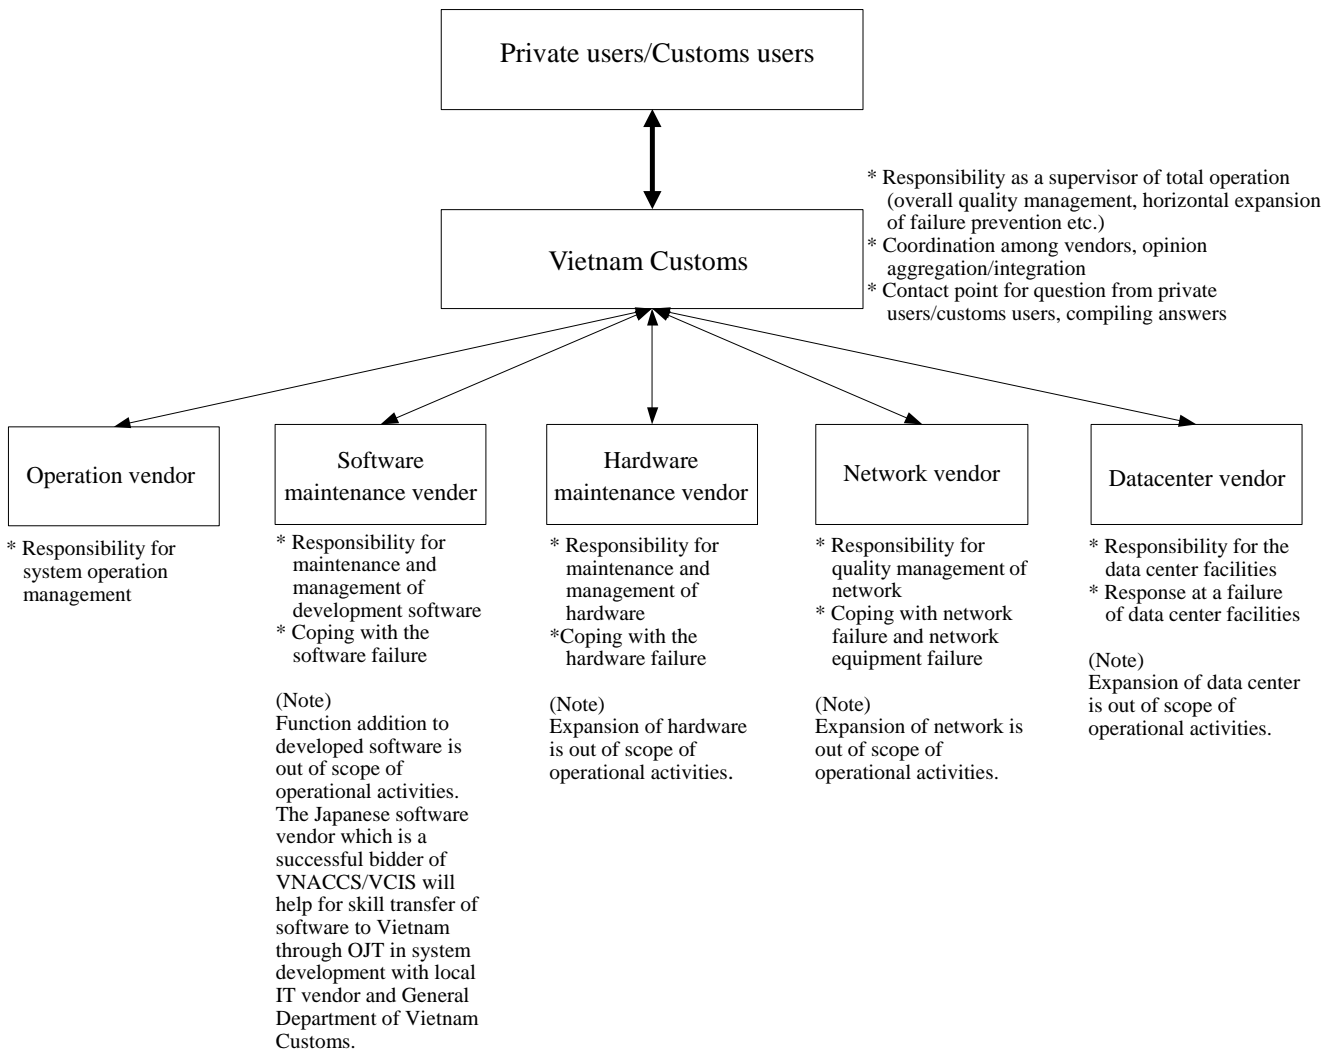 Private users/Customs users
* Responsibility as a supervisor of total operation
(overall quality management, horizontal expansion
of failure prevention etc.)
* Coordination among vendors, opinion
aggregation/integration
* Contact point for question from private
users/customs users, compiling answers
Vietnam Customs
Operation vendor
* Responsibility for
system operation
management
Software
maintenance vender
* Responsibility for
maintenance and
management of
development software
* Coping with the
software failure
(Note)
Function addition to
developed software is
out of scope of
operational activities.
The Japanese software
vendor which is a
successful bidder of
VNACCS/VCIS will
help for skill transfer of
software to Vietnam
through OJT in system
development with local
IT vendor and General
Department of Vietnam
Customs.
Hardware
maintenance vendor
* Responsibility for
maintenance and
management of
hardware
*Coping with the
hardware failure
(Note)
Expansion of hardware
is out of scope of
operational activities.
Network vendor
* Responsibility for
quality management of
network
* Coping with network
failure and network
equipment failure
(Note)
Expansion of network is
out of scope of
operational activities.
Datacenter vendor
* Responsibility for the
data center facilities
* Response at a failure
of data center facilities
(Note)
Expansion of data center
is out of scope of
operational activities.